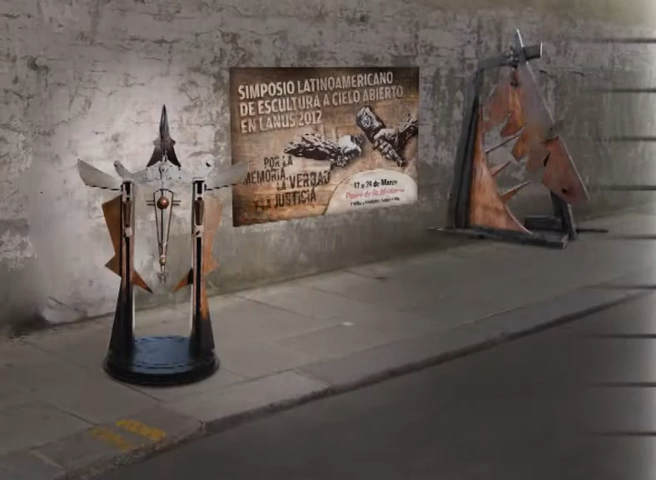 SIMPOSIO LATINOAMERICANO
DE ESCULTURA A CIELO ABIERTO
EN LANUS 2012
POR LA
MEMORIA,
LA VERDAD
Y LA JUSTICIA
17 a 24 de Marzo